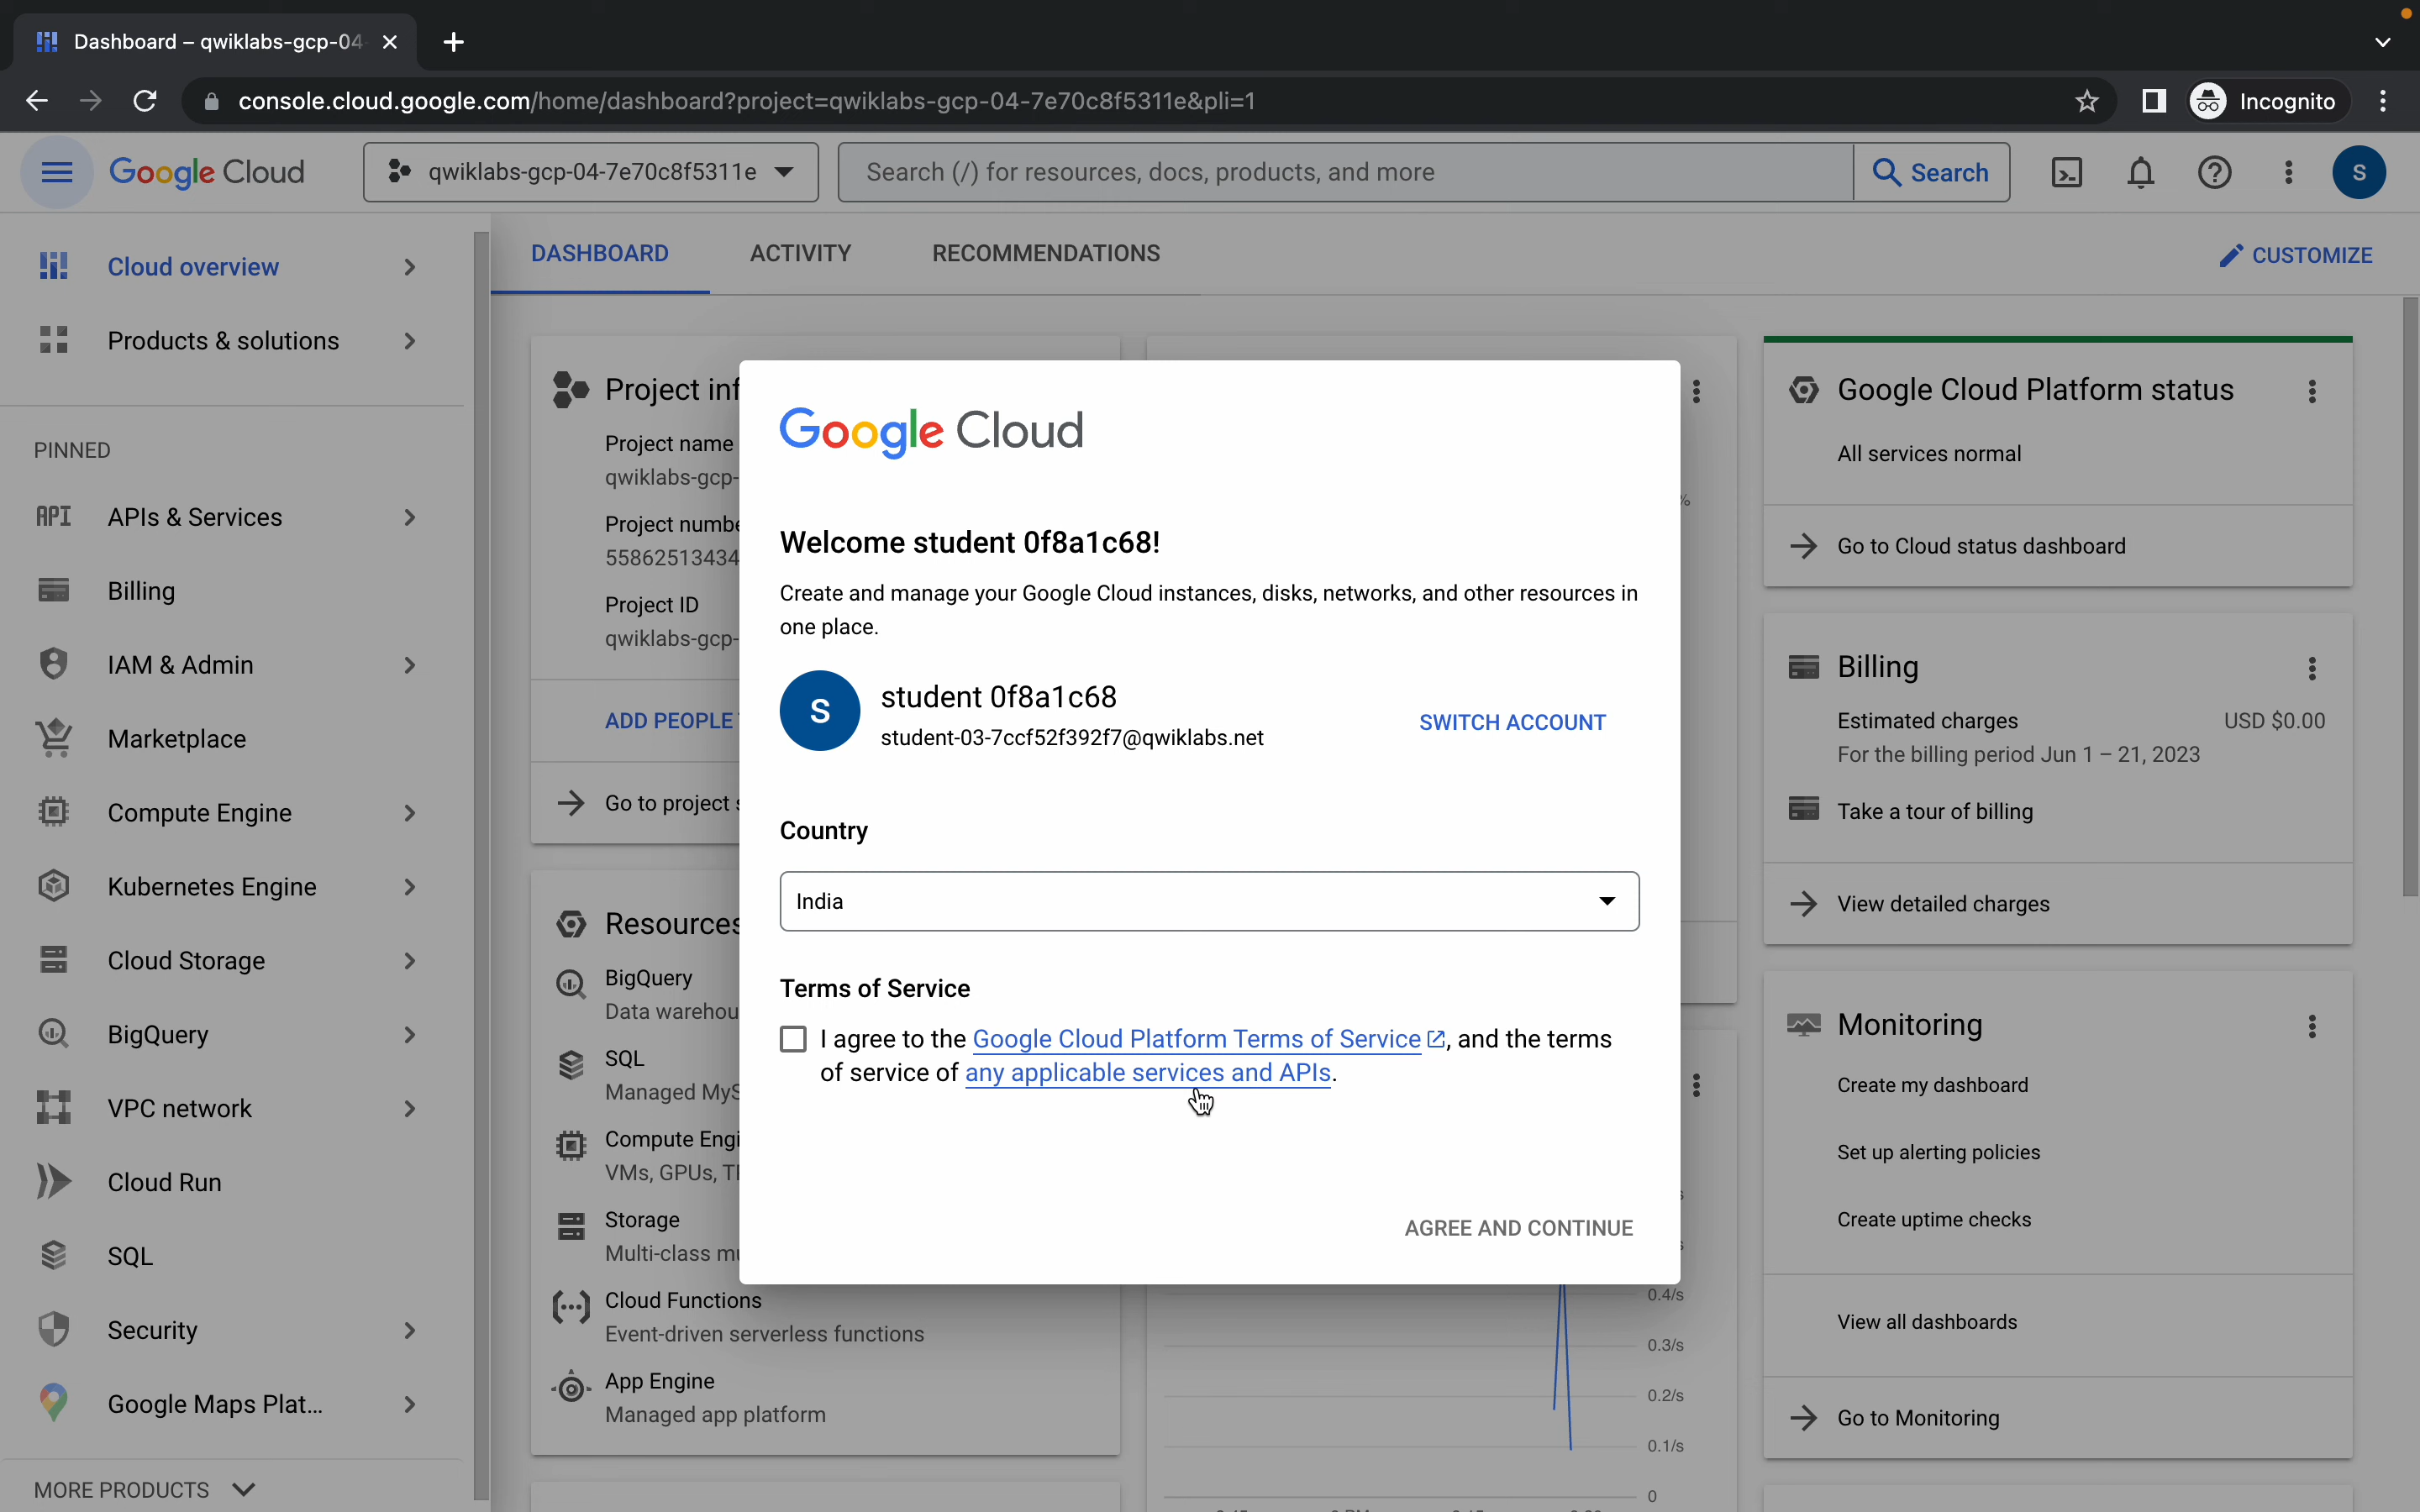 Dashboard – qwiklabs-gcp-04
console.cloud.google.com/home/dashboard?project=qwiklabs-gcp-04-7e70c8f5311e&pli=1
Incognito
Google Cloud
qwiklabs-gcp-04-7e70c8f5311e
Search (/) for resources, docs, products, and more
Search
S
Cloud overview
Products & solutions
PINNED
APIs & Services
Billing
IAM & Admin
Marketplace
Compute Engine
Kubernetes Engine
Cloud Storage
BigQuery
VPC network
Cloud Run
SQL
Security
Google Maps Plat...
MORE PRODUCTS
DASHBOARD
ACTIVITY
RECOMMENDATIONS
CUSTOMIZE
Project inf
Project name
qwiklabs-gcp-
Project numbe
55862513434
Project ID
qwiklabs-gcp-
ADD PEOPLE
Go to project s
Resources
BigQuery
Data warehou
SQL
Managed MyS
Compute Engi
VMs, GPUs, T
Storage
Multi-class mu
Cloud Functions
Event-driven serverless functions
App Engine
Managed app platform
Google Cloud
Welcome student 0f8a1c68!
Create and manage your Google Cloud instances, disks, networks, and other resources in
one place.
S
student 0f8a1c68
student-03-7ccf52f392f7@qwiklabs.net
SWITCH ACCOUNT
Country
India
Terms of Service
I agree to the Google Cloud Platform Terms of Service, and the terms
of service of any applicable services and APIs.
AGREE AND CONTINUE
%
0.4/s
0.3/s
0.2/s
0.1/s
0
Google Cloud Platform status
All services normal
Go to Cloud status dashboard
Billing
Estimated charges USD $0.00
For the billing period Jun 1 – 21, 2023
Take a tour of billing
View detailed charges
Monitoring
Create my dashboard
Set up alerting policies
Create uptime checks
View all dashboards
Go to Monitoring